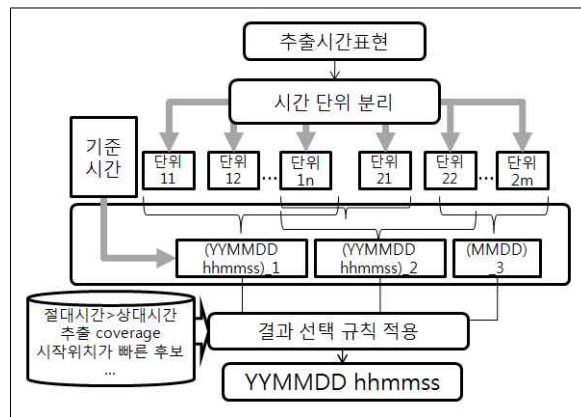 추출시간표현
시간 단위 분리
기준
시간
단위
11
단위
12
...
단위
1n
단위
21
단위
22
...
단위
2m
(YYMMDD
hhmmss)_1
(YYMMDD
hhmmss)_2
(MMDD)
_3
절대시간>상대시간
추출 coverage
시작위치가 빠른 후보
...
결과 선택 규칙 적용
YYMMDD hhmmss